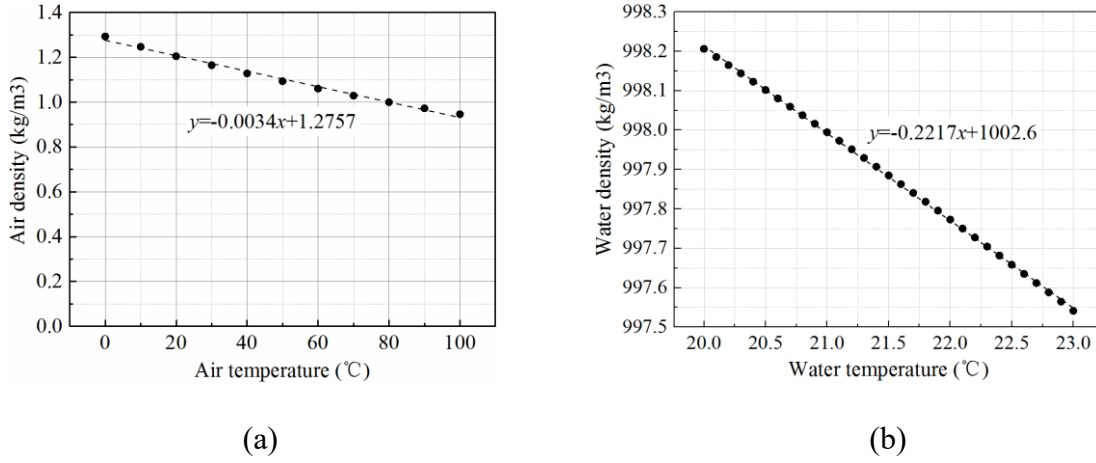 1.4
1.2
1.0
0.8
0.6
0.4
0.2
0.0
Air density (kg/m3)
y=-0.0034x+1.2757
0 20 40 60 80 100
Air temperature (℃)
(a)
998.3
998.2
998.1
998.0
997.9
997.8
997.7
997.6
997.5
Water density (kg/m3)
y=-0.2217x+1002.6
20.0 20.5 21.0 21.5 22.0 22.5 23.0
Water temperature (℃)
(b)